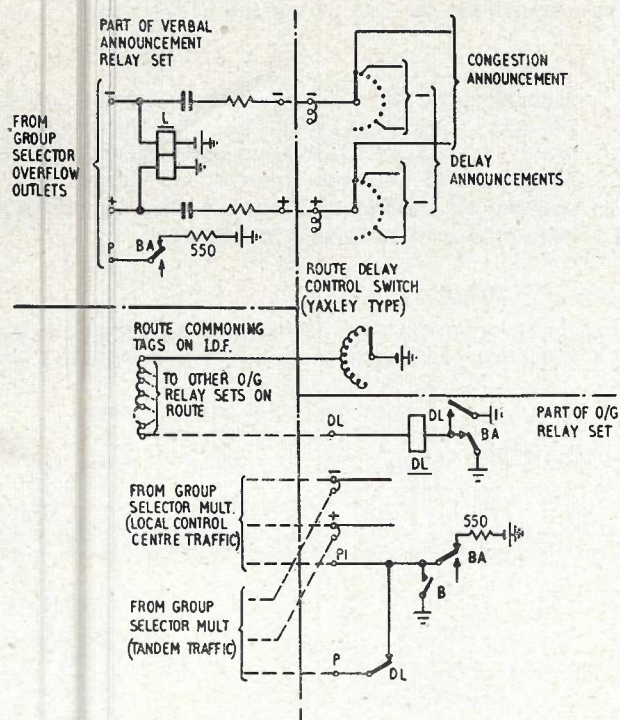 PART OF VERBAL
ANNOUNCEMENT
RELAY SET
CONGESTION
ANNOUNCEMENT
FROM
GROUP
SELECTOR
OVERFLOW
OUTLETS
−
L
−
−
−
DELAY
ANNOUNCEMENTS
+
+
+
−
P
BA
550
ROUTE DELAY
CONTROL SWITCH
(YAXLEY TYPE)
ROUTE COMMONING
TAGS ON I.D.F.
TO OTHER O/G
RELAY SETS ON
ROUTE
DL
DL
DL
BA
PART OF O/G
RELAY SET
FROM GROUP
SELECTOR MULT.
(LOCAL CONTROL
CENTRE TRAFFIC)
−
+
PI
550
BA
B
FROM GROUP
SELECTOR MULT
(TANDEM TRAFFIC)
P
DL